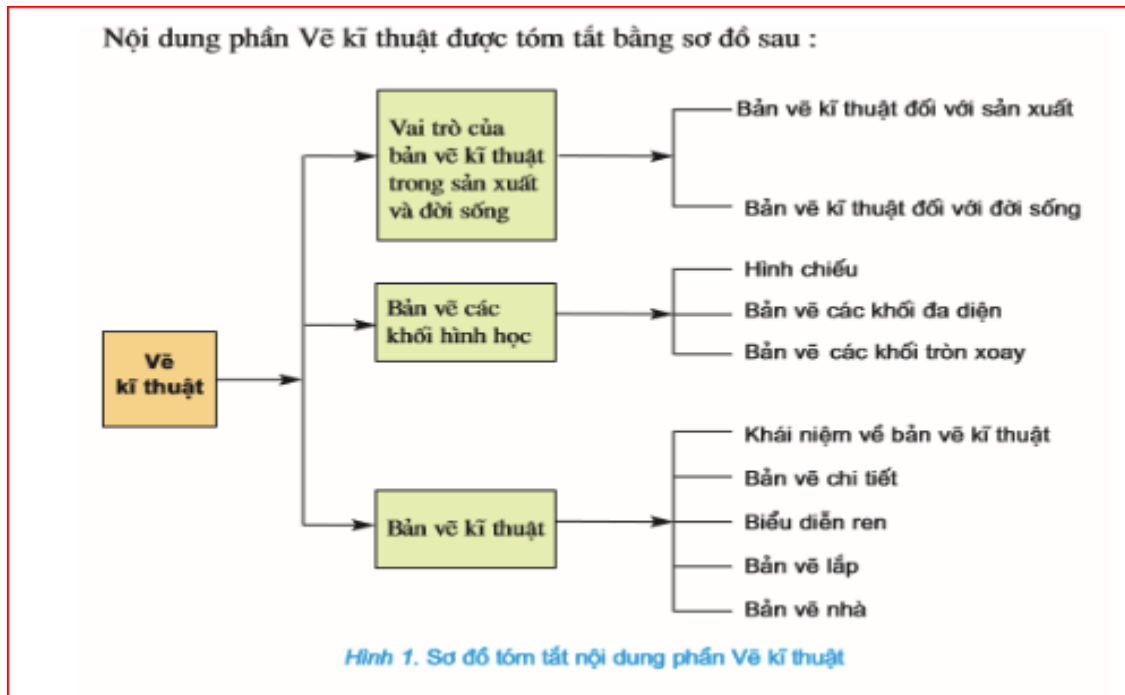 Nội dung phần Vẽ kĩ thuật được tóm tắt bằng sơ đồ sau :
Vẽ
kĩ thuật
Vai trò của
bản vẽ kĩ thuật
trong sản xuất
và đời sống
Bản vẽ kĩ thuật đối với sản xuất
Bản vẽ kĩ thuật đối với đời sống
Bản vẽ các
khối hình học
Hình chiếu
Bản vẽ các khối đa diện
Bản vẽ các khối tròn xoay
Bản vẽ kĩ thuật
Khái niệm về bản vẽ kĩ thuật
Bản vẽ chi tiết
Biểu diễn ren
Bản vẽ lắp
Bản vẽ nhà
Hình 1. Sơ đồ tóm tắt nội dung phần Vẽ kĩ thuật